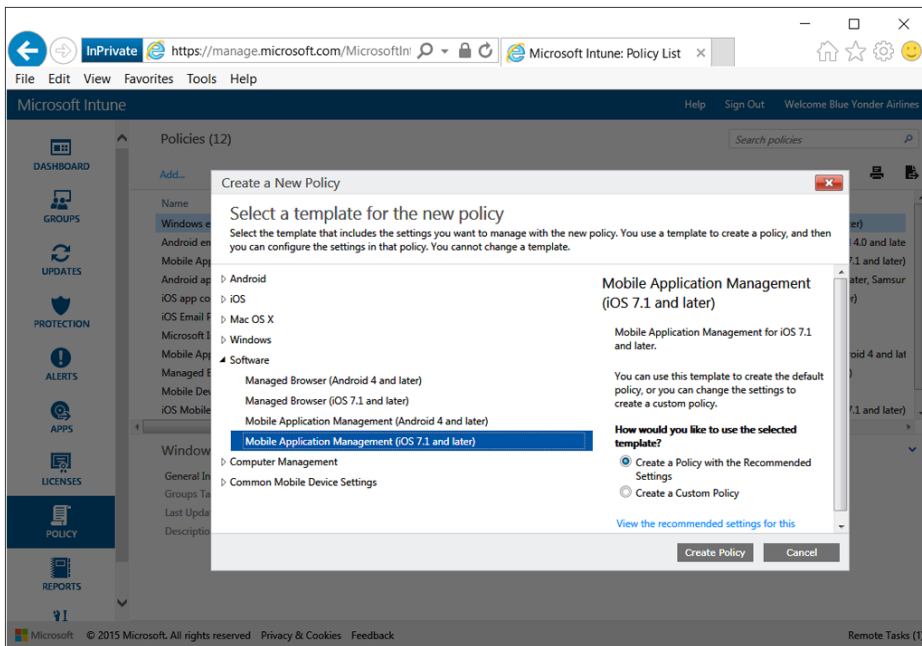 InPrivate
https://manage.microsoft.com/MicrosoftInt
Microsoft Intune: Policy List
File Edit View Favorites Tools Help
Microsoft Intune
Help Sign Out Welcome Blue Yonder Airlines
DASHBOARD
GROUPS
UPDATES
PROTECTION
ALERTS
APPS
LICENSES
POLICY
REPORTS
Policies (12)
Search policies
Add...
Name
Windows e
er)
Android en
4.0 and late
Mobile App
7.1 and later)
Android ap
ater, Samsur
iOS app co
r)
iOS Email P
Microsoft I
Mobile App
oid 4 and lat
Managed B
)
Mobile Dev
iOS Mobile
7.1 and later)
Window
General In
Groups Ta
Last Upda
Descriptio
Create a New Policy
Select a template for the new policy
Select the template that includes the settings you want to manage with the new policy. You use a template to create a policy, and then
you can configure the settings in that policy. You cannot change a template.
Android
iOS
Mac OS X
Windows
Software
Managed Browser (Android 4 and later)
Managed Browser (iOS 7.1 and later)
Mobile Application Management (Android 4 and later)
Mobile Application Management (iOS 7.1 and later)
Computer Management
Common Mobile Device Settings
Mobile Application Management
(iOS 7.1 and later)
Mobile Application Management for iOS 7.1
and later.
You can use this template to create the default
policy, or you can change the settings to
create a custom policy.
How would you like to use the selected
template?
Create a Policy with the Recommended
Settings
Create a Custom Policy
View the recommended settings for this
Create Policy Cancel
Microsoft © 2015 Microsoft. All rights reserved Privacy & Cookies Feedback
Remote Tasks (1)